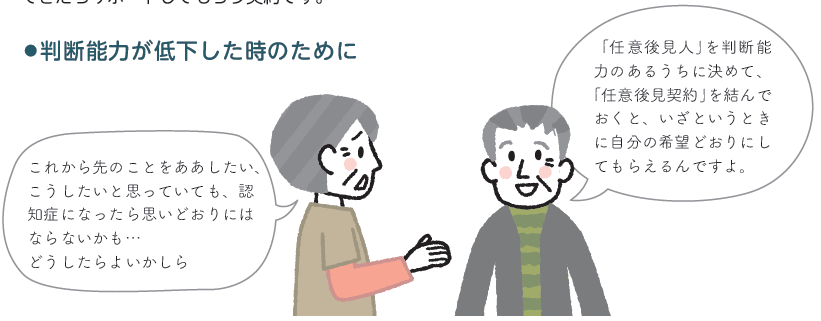 ●判断能力が低下した時のために
「任意後見人」を判断能
力のあるうちに決めて、
「任意後見契約」を結んで
おくと、いざというとき
に自分の希望どおりにし
てもらえるんですよ。
これから先のことをああしたい、
こうしたいと思っていても、認
知症になったら思いどおりには
ならないかも…
どうしたらよいかしら